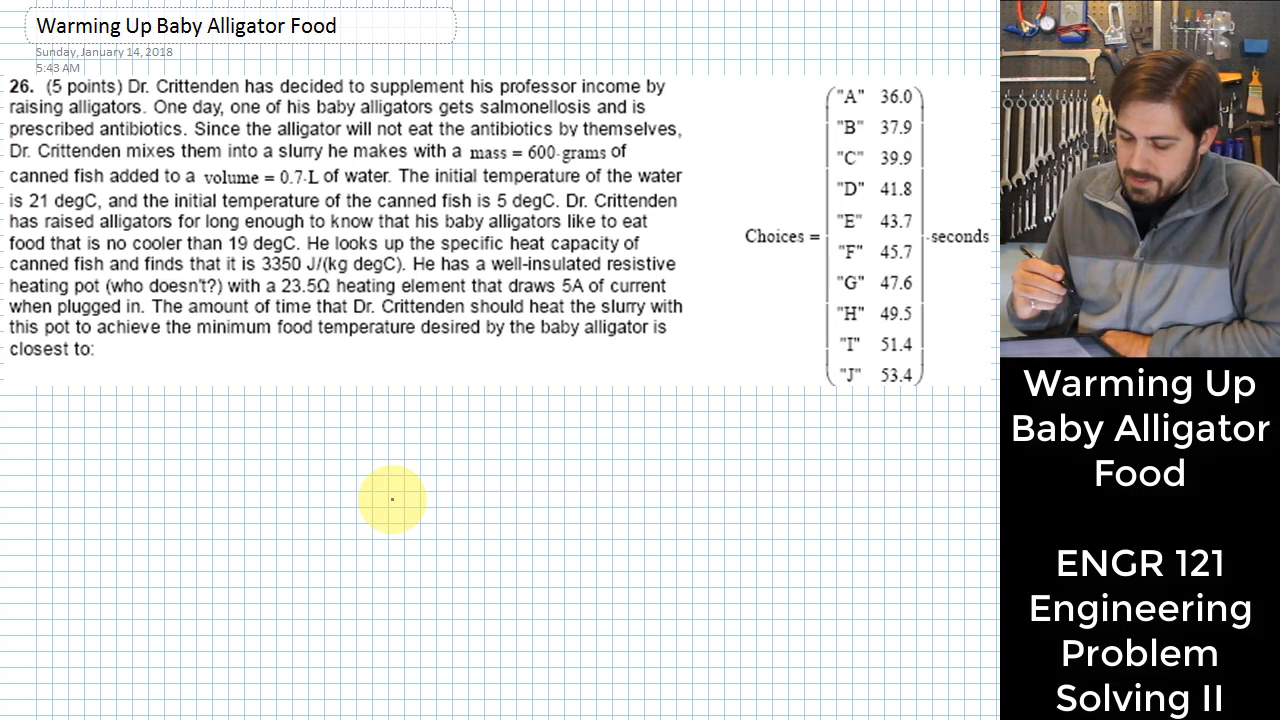 Warming Up Baby Alligator Food
Sunday, January 14, 2018
5:43 AM
26. (5 points) Dr. Crittenden has decided to supplement his professor income by
raising alligators. One day, one of his baby alligators gets salmonellosis and is
prescribed antibiotics. Since the alligator will not eat the antibiotics by themselves,
Dr. Crittenden mixes them into a slurry he makes with a mass = 600·grams of
canned fish added to a volume = 0.7·L of water. The initial temperature of the water
is 21 degC, and the initial temperature of the canned fish is 5 degC. Dr. Crittenden
has raised alligators for long enough to know that his baby alligators like to eat
food that is no cooler than 19 degC. He looks up the specific heat capacity of
canned fish and finds that it is 3350 J/(kg degC). He has a well-insulated resistive
heating pot (who doesn't?) with a 23.5Ω heating element that draws 5A of current
when plugged in. The amount of time that Dr. Crittenden should heat the slurry with
this pot to achieve the minimum food temperature desired by the baby alligator is
closest to:
"A" 36.0
"B" 37.9
"C" 39.9
"D" 41.8
Choices = "E" 43.7 ·seconds
"F" 45.7
"G" 47.6
"H" 49.5
"I" 51.4
"J" 53.4
Warming Up
Baby Alligator
Food
ENGR 121
Engineering
Problem
Solving II